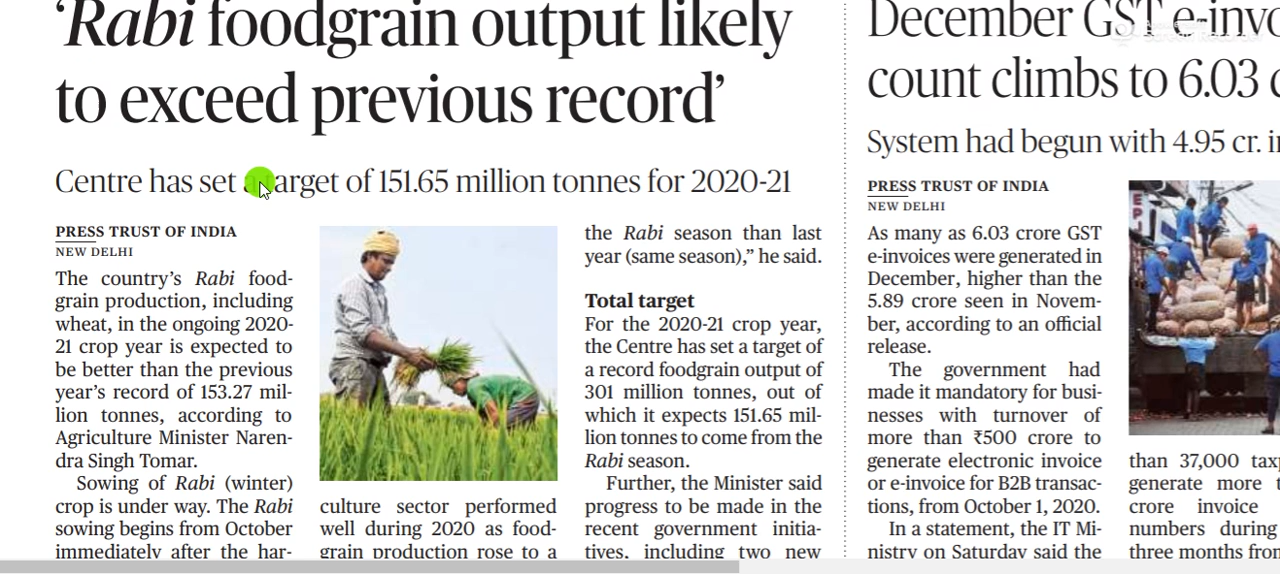 ‘Rabi foodgrain output likely
to exceed previous record’
Centre has set a target of 151.65 million tonnes for 2020-21
PRESS TRUST OF INDIA
NEW DELHI
The country’s Rabi food-
grain production, including
wheat, in the ongoing 2020-
21 crop year is expected to
be better than the previous
year’s record of 153.27 mil-
lion tonnes, according to
Agriculture Minister Naren-
dra Singh Tomar.
Sowing of Rabi (winter)
crop is under way. The Rabi
sowing begins from October
immediately after the har-
culture sector performed
well during 2020 as food-
grain production rose to a
the Rabi season than last
year (same season),” he said.
Total target
For the 2020-21 crop year,
the Centre has set a target of
a record foodgrain output of
301 million tonnes, out of
which it expects 151.65 mil-
lion tonnes to come from the
Rabi season.
Further, the Minister said
progress to be made in the
recent government initia-
tives, including two new
December GST e-invo
count climbs to 6.03 c
System had begun with 4.95 cr. i
PRESS TRUST OF INDIA
NEW DELHI
As many as 6.03 crore GST
e-invoices were generated in
December, higher than the
5.89 crore seen in Novem-
ber, according to an official
release.
The government had
made it mandatory for busi-
nesses with turnover of
more than ₹500 crore to
generate electronic invoice
or e-invoice for B2B transac-
tions, from October 1, 2020.
In a statement, the IT Mi-
nistry on Saturday said the
than 37,000 taxp
generate more t
crore invoice
numbers during
three months from